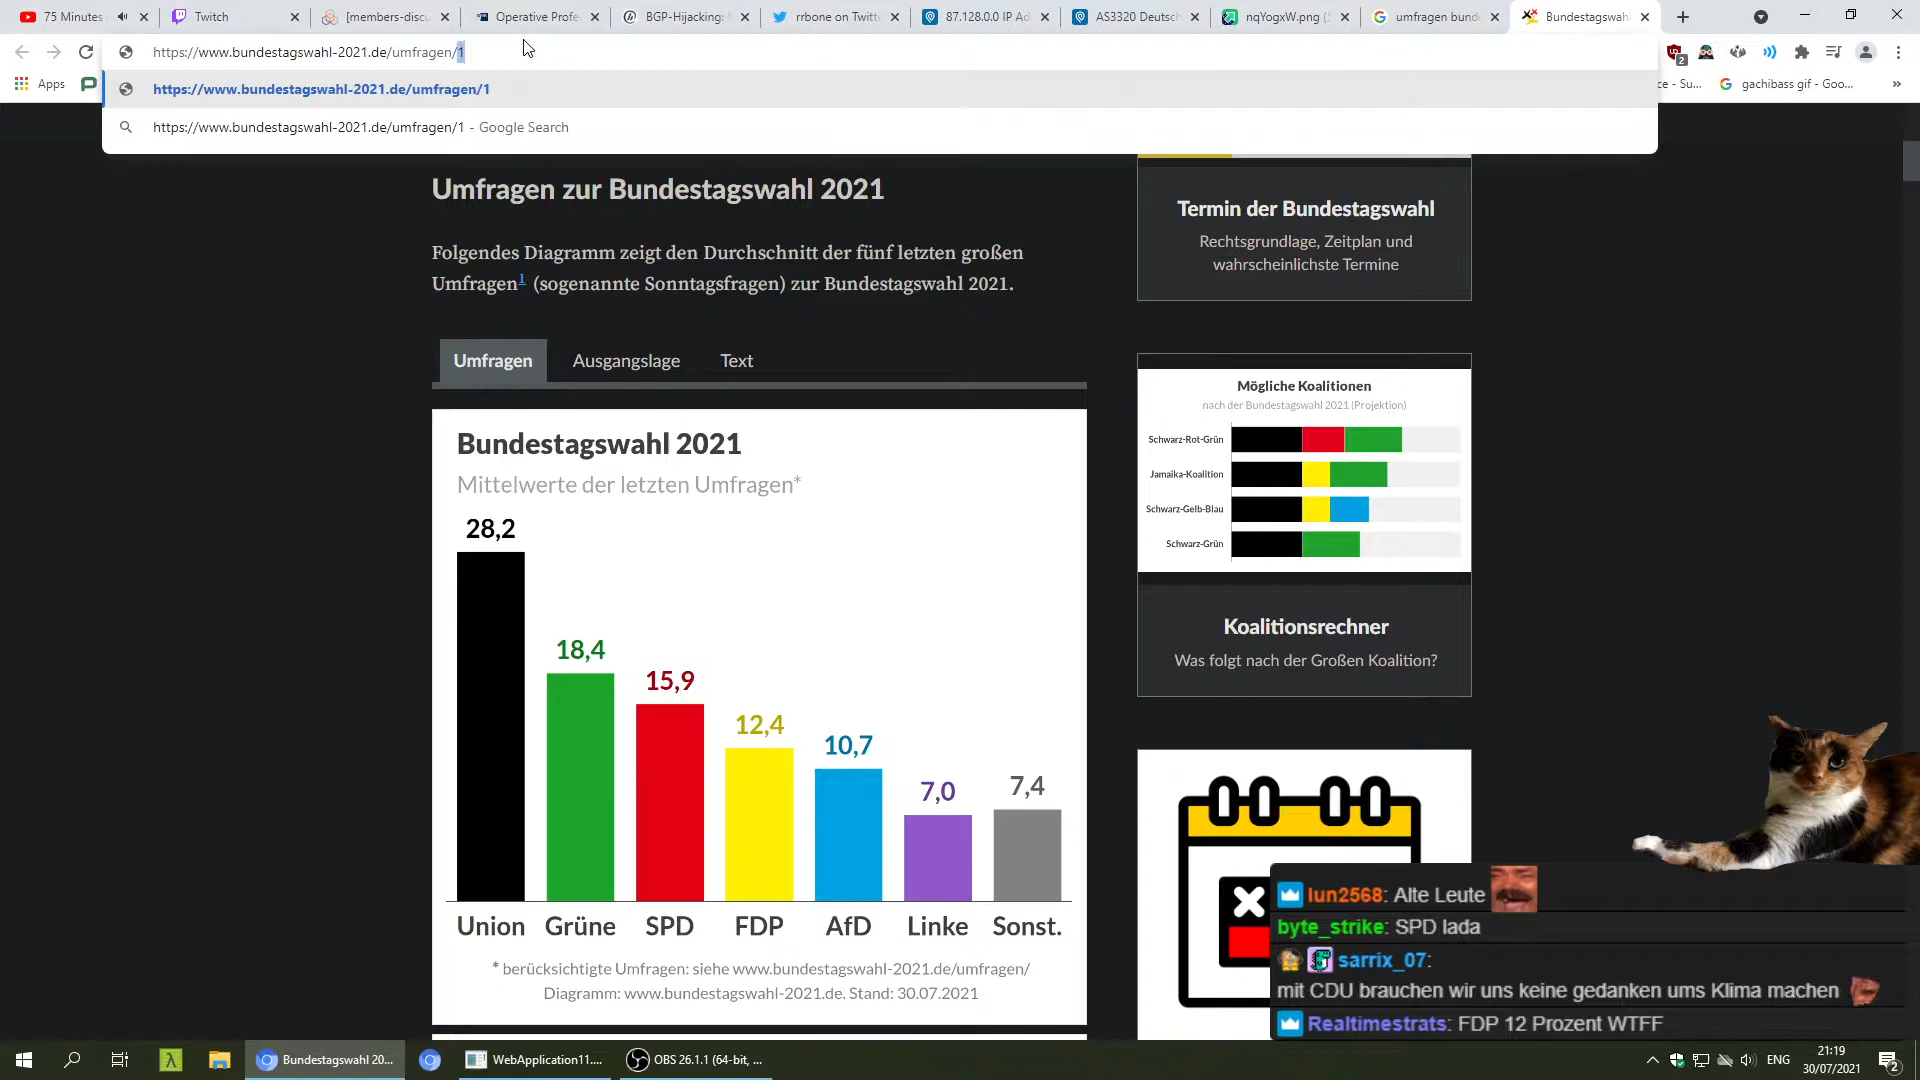 75 Minutes
Twitch
[members-discu
Operative Profe
BGP-Hijacking:
rrbone on Twitte
87.128.0.0 IP Ad
AS3320 Deutsch
nqYogxW.png (
umfragen bund
Bundestagswahl
https://www.bundestagswahl-2021.de/umfragen/1
2
Apps
https://www.bundestagswahl-2021.de/umfragen/1
ce - Su...
gachibass gif - Goo...
»
https://www.bundestagswahl-2021.de/umfragen/1 - Google Search
Umfragen zur Bundestagswahl 2021
Folgendes Diagramm zeigt den Durchschnitt der fünf letzten großen
Umfragen1 (sogenannte Sonntagsfragen) zur Bundestagswahl 2021.
Umfragen Ausgangslage Text
Bundestagswahl 2021
Mittelwerte der letzten Umfragen*
28,2
18,4
15,9
12,4
10,7
7,0
7,4
Union Grüne SPD FDP AfD Linke Sonst.
* berücksichtigte Umfragen: siehe www.bundestagswahl-2021.de/umfragen/
Diagramm: www.bundestagswahl-2021.de. Stand: 30.07.2021
Termin der Bundestagswahl
Rechtsgrundlage, Zeitplan und
wahrscheinlichste Termine
Mögliche Koalitionen
nach der Bundestagswahl 2021 (Projektion)
Schwarz-Rot-Grün
Jamaika-Koalition
Schwarz-Gelb-Blau
Schwarz-Grün
Koalitionsrechner
Was folgt nach der Großen Koalition?
lun2568: Alte Leute
byte_strike: SPD lada
sarrix_07:
mit CDU brauchen wir uns keine gedanken ums Klima machen
Realtimestrats: FDP 12 Prozent WTFF
Bundestagswahl 20...
WebApplication11....
OBS 26.1.1 (64-bit, ...
ENG
21:19
30/07/2021
2